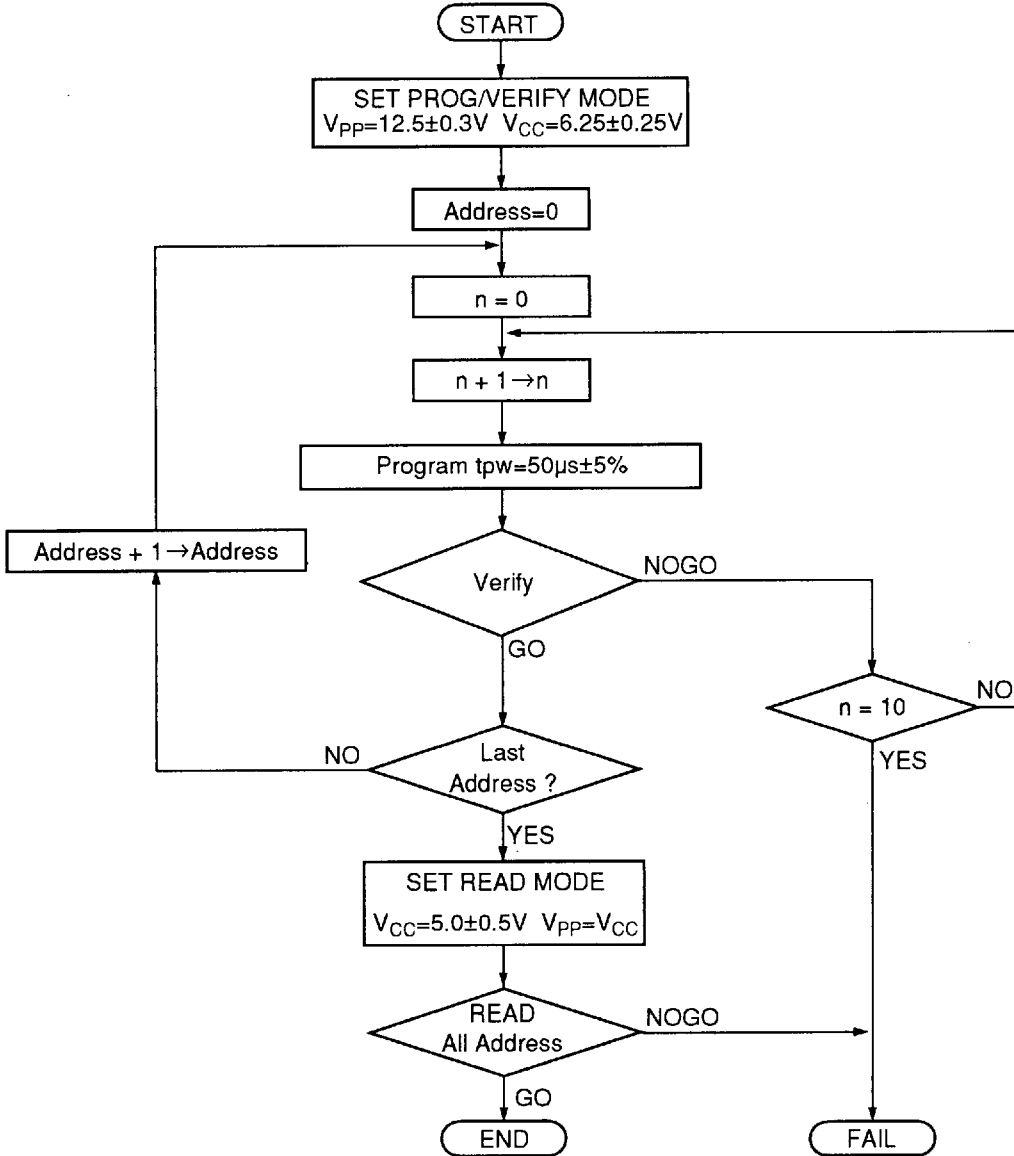 START
SET PROG/VERIFY MODE
VPP=12.5±0.3V VCC=6.25±0.25V
Address=0
n = 0
n + 1→n
Program tpw=50µs±5%
Address + 1→Address
Verify
NOGO
GO
n = 10
NO
YES
Last
Address ?
NO
YES
SET READ MODE
VCC=5.0±0.5V VPP=VCC
READ
All Address
NOGO
GO
END
FAIL